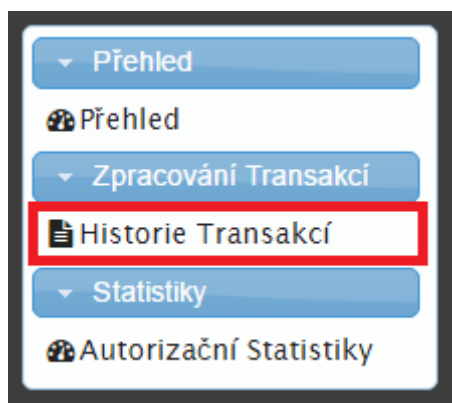 Přehled
Přehled
Zpracování Transakcí
Historie Transakcí
Statistiky
Autorizační Statistiky